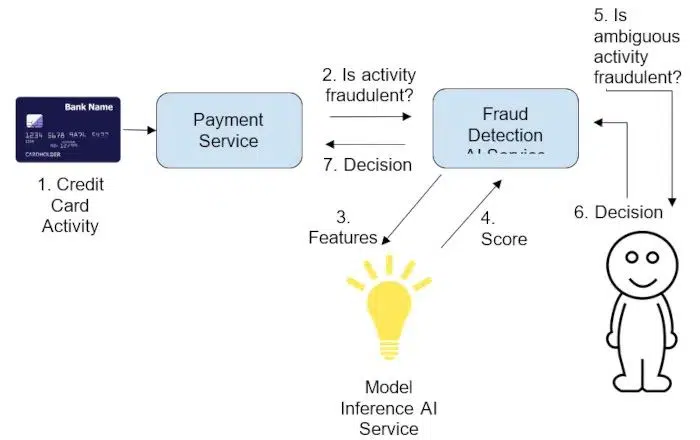 5. Is
ambiguous
activity
fraudulent?
2. Is activity
fraudulent?
Bank Name
1234 5678 9876
CARDHOLDER
Payment
Service
Fraud
Detection
AI Service
7. Decision
1. Credit
Card
Activity
3.
Features
4.
Score
6. Decision
Model
Inference AI
Service